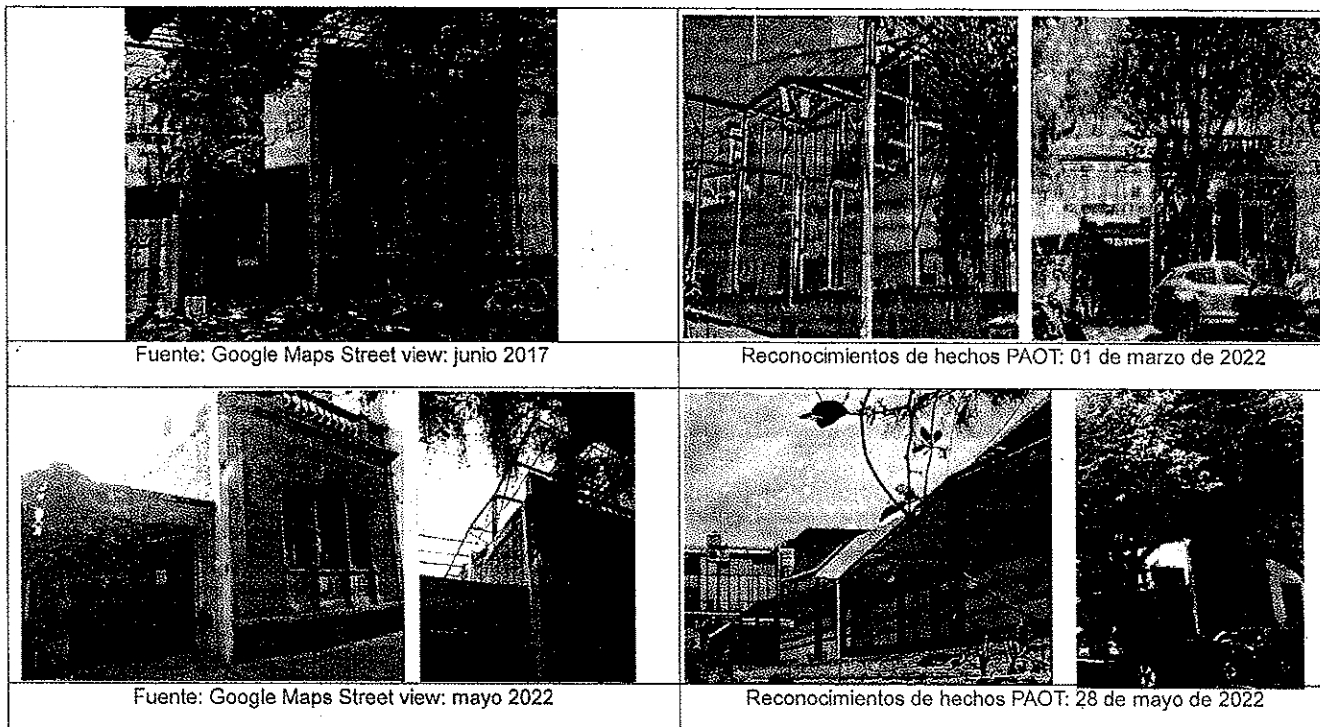 Fuente: Google Maps Street view: junio 2017
Reconocimientos de hechos PAOT: 01 de marzo de 2022
Fuente: Google Maps Street view: mayo 2022
Reconocimientos de hechos PAOT: 28 de mayo de 2022